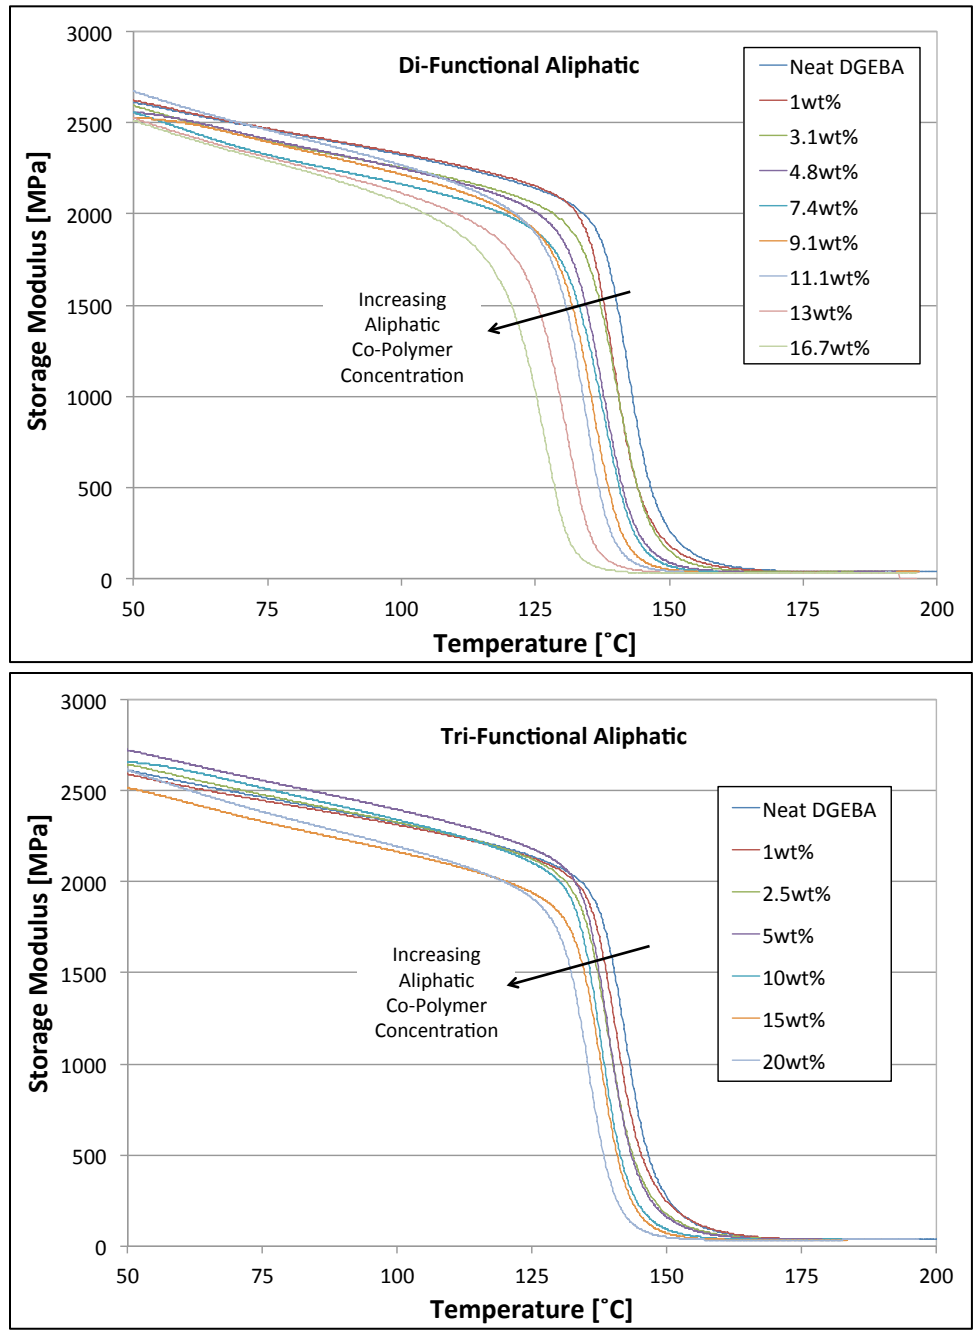 Di-Functional Aliphatic
Storage Modulus [MPa]
3000
2500
2000
1500
1000
500
0
50
75
100
125
150
175
200
Temperature [˚C]
Increasing
Aliphatic
Co-Polymer
Concentration
Neat DGEBA
1wt%
3.1wt%
4.8wt%
7.4wt%
9.1wt%
11.1wt%
13wt%
16.7wt%
Tri-Functional Aliphatic
Storage Modulus [MPa]
3000
2500
2000
1500
1000
500
0
50
75
100
125
150
175
200
Temperature [˚C]
Increasing
Aliphatic
Co-Polymer
Concentration
Neat DGEBA
1wt%
2.5wt%
5wt%
10wt%
15wt%
20wt%